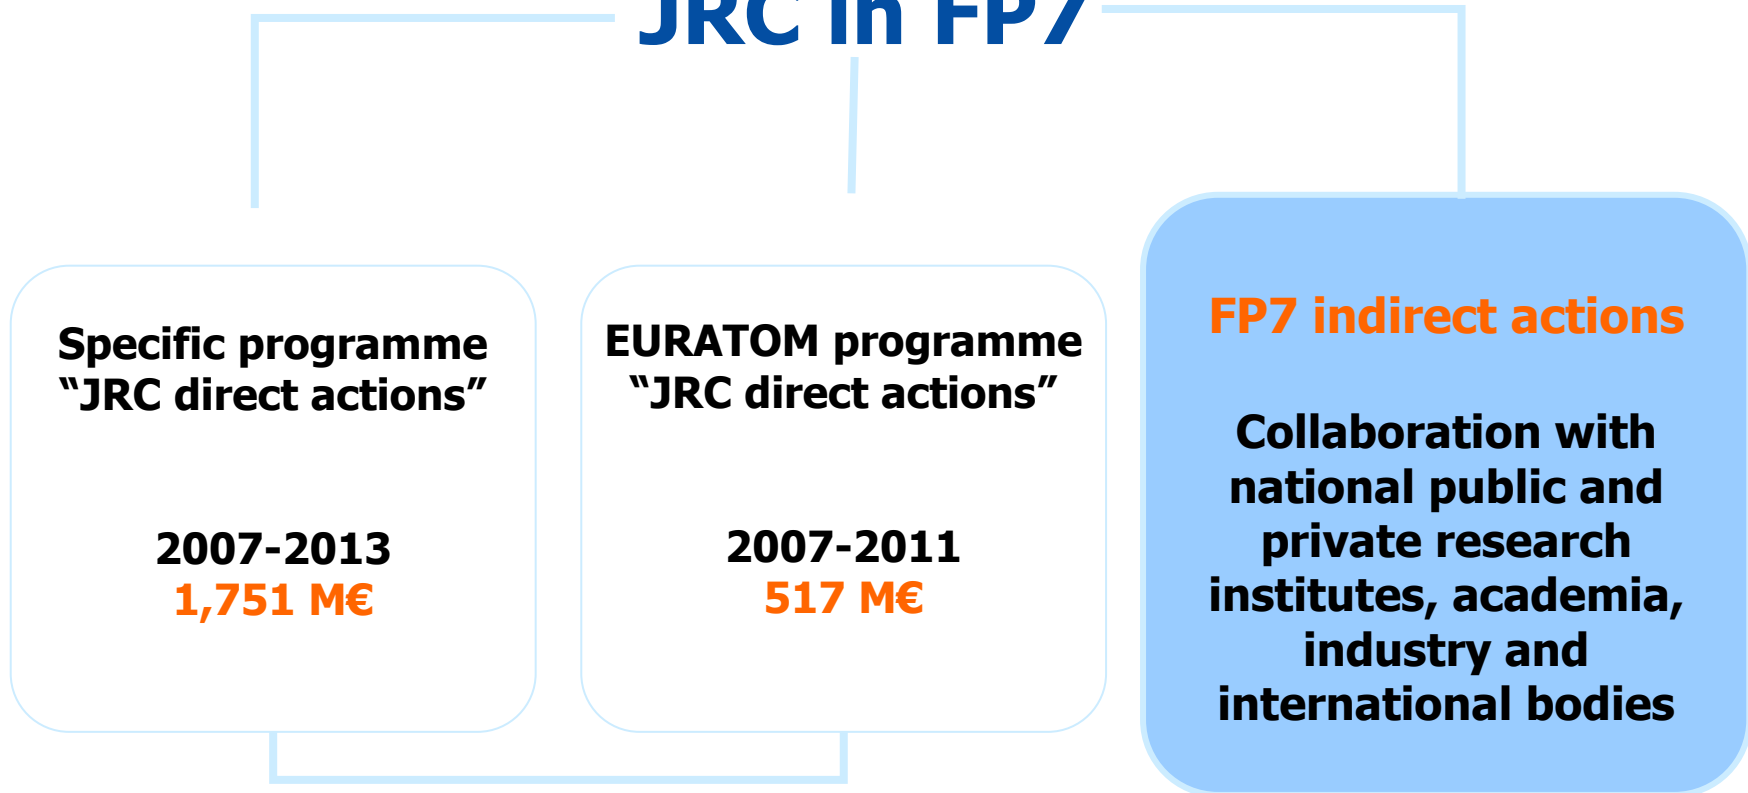 JRC in FP7
Specific programme
“JRC direct actions”
2007-2013
1,751 M€
EURATOM programme
“JRC direct actions”
2007-2011
517 M€
FP7 indirect actions
Collaboration with
national public and
private research
institutes, academia,
industry and
international bodies